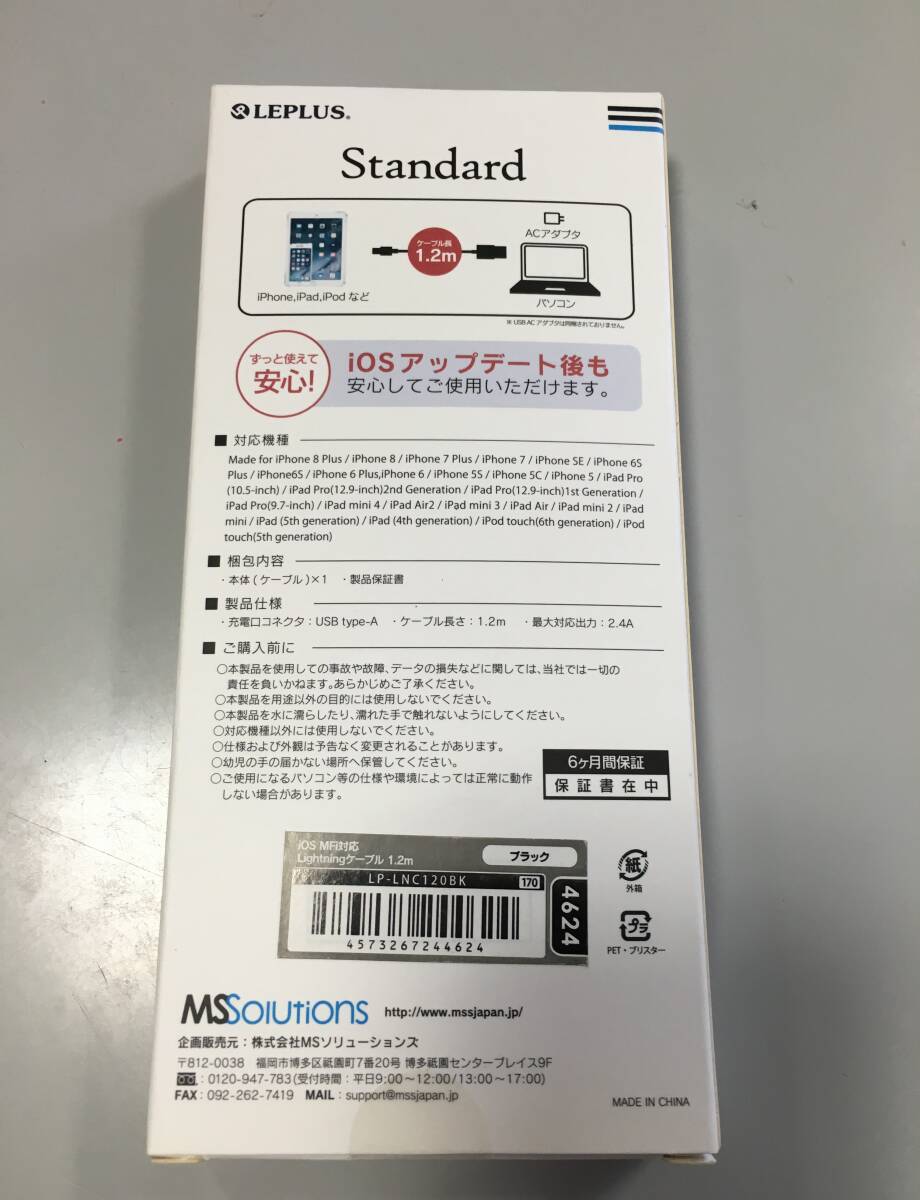 LEPLUS®
Standard
ケーブル長
1.2m
ACアダプタ
iPhone,iPad,iPod など
パソコン
※ USB AC アダプタは同梱されておりません。
ずっと使えて
安心!
iOSアップデート後も
安心してご使用いただけます。
■ 対応機種
Made for iPhone 8 Plus / iPhone 8 / iPhone 7 Plus / iPhone 7 / iPhone SE / iPhone 6S
Plus / iPhone6S / iPhone 6 Plus,iPhone 6 / iPhone 5S / iPhone 5C / iPhone 5 / iPad Pro
(10.5-inch) / iPad Pro(12.9-inch)2nd Generation / iPad Pro(12.9-inch)1st Generation /
iPad Pro(9.7-inch) / iPad mini 4 / iPad Air2 / iPad mini 3 / iPad Air / iPad mini 2 / iPad
mini / iPad (5th generation) / iPad (4th generation) / iPod touch(6th generation) / iPod
touch(5th generation)
■ 梱包内容
・本体(ケーブル)×1 ・製品保証書
■ 製品仕様
・充電口コネクタ：USB type-A ・ケーブル長さ：1.2m ・最大対応出力：2.4A
■ ご購入前に
○本製品を使用しての事故や故障、データの損失などに関しては、当社では一切の
責任を負いかねます。あらかじめご了承ください。
○本製品を用途以外の目的には使用しないでください。
○本製品を水に濡らしたり、濡れた手で触れないようにしてください。
○対応機種以外には使用しないでください。
○仕様および外観は予告なく変更されることがあります。
○幼児の手の届かない場所へ保管してください。
○ご使用になるパソコン等の仕様や環境によっては正常に動作
しない場合があります。
6ヶ月間保証
保証書在中
iOS MFi対応
Lightningケーブル 1.2m
ブラック
LP-LNC120BK
170
4573267244624
4624
紙
外箱
プラ
PET・ブリスター
MSSolutions http://www.mssjapan.jp/
企画販売元：株式会社MSソリューションズ
〒812-0038 福岡市博多区祇園町7番20号 博多祇園センタープレイス9F
：0120-947-783(受付時間：平日9:00～12:00/13:00～17:00)
FAX：092-262-7419 MAIL：support@mssjapan.jp
MADE IN CHINA